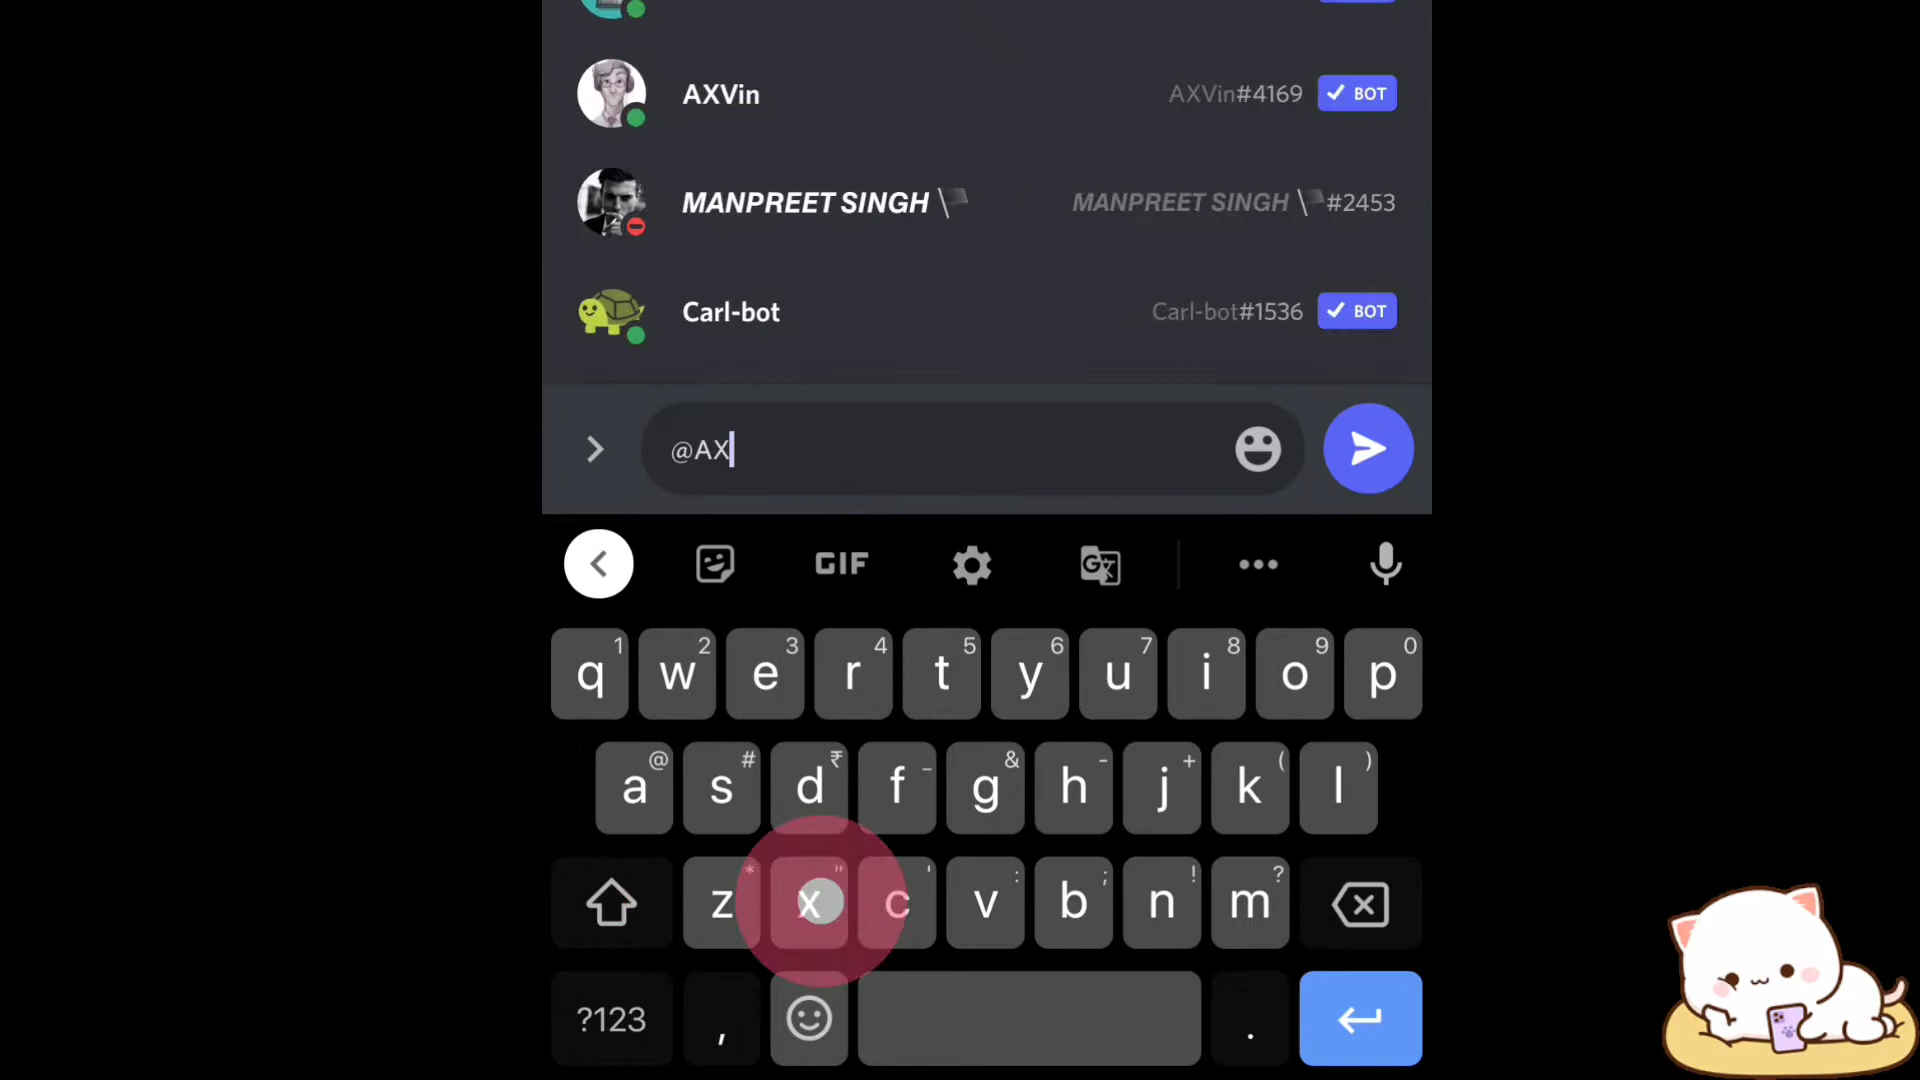 AXVin AXVin#4169 BOT
MANPREET SINGH MANPREET SINGH #2453
Carl-bot Carl-bot#1536 BOT
@AX
GIF
q 1 w 2 e 3 r 4 t 5 y 6 u 7 i 8 o 9 p 0
a @ s # d ₹ f _ g & h - j + k ( l )
z * x " c ' v : b ; n ! m ?
?123 , .